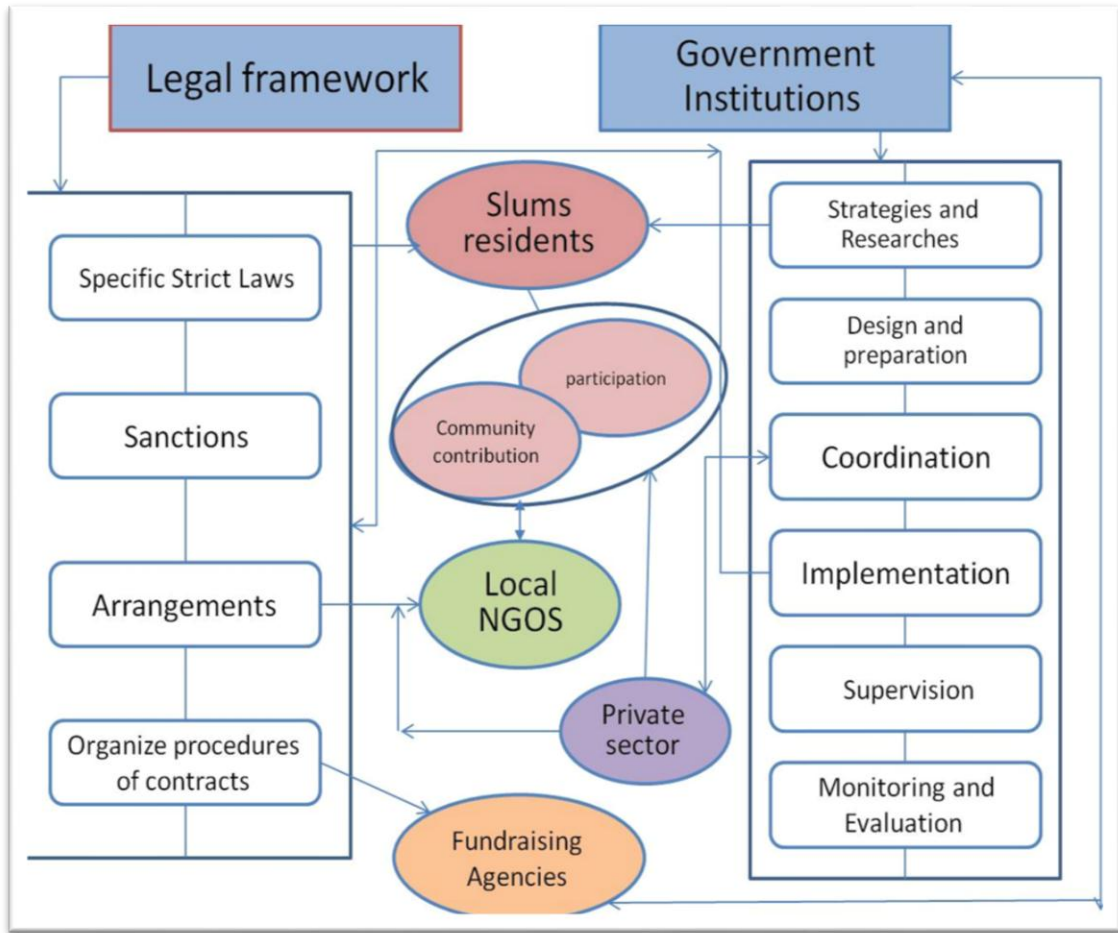 Legal framework
Government
Institutions
Slums
residents
Strategies and
Researches
Specific Strict Laws
Design and
preparation
participation
Community
contribution
Sanctions
Coordination
Implementation
Arrangements
Local
NGOS
Supervision
Private
sector
Organize procedures
of contracts
Monitoring and
Evaluation
Fundraising
Agencies